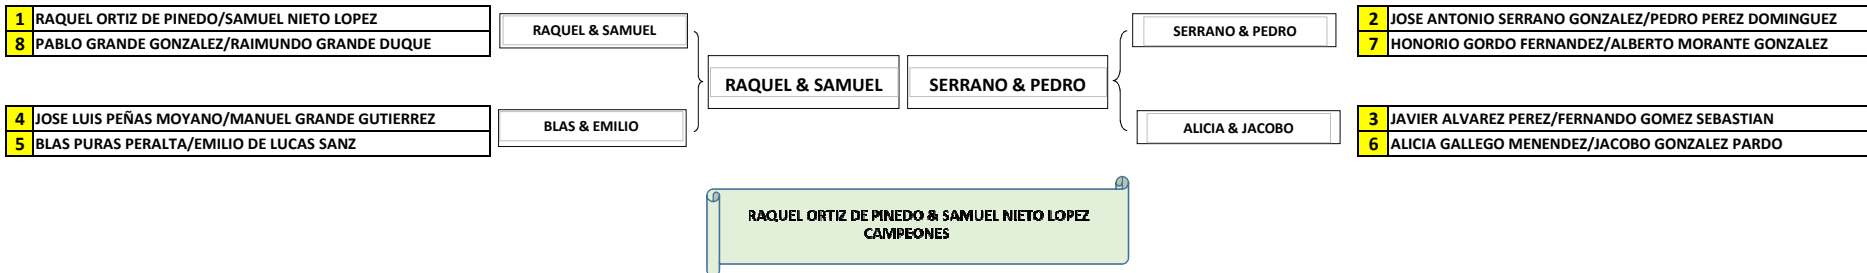 1 RAQUEL ORTIZ DE PINEDO/SAMUEL NIETO LOPEZ
8 PABLO GRANDE GONZALEZ/RAIMUNDO GRANDE DUQUE
RAQUEL & SAMUEL
SERRANO & PEDRO
2 JOSE ANTONIO SERRANO GONZALEZ/PEDRO PEREZ DOMINGUEZ
7 HONORIO GORDO FERNANDEZ/ALBERTO MORANTE GONZALEZ
RAQUEL & SAMUEL
SERRANO & PEDRO
4 JOSE LUIS PEÑAS MOYANO/MANUEL GRANDE GUTIERREZ
5 BLAS PURAS PERALTA/EMILIO DE LUCAS SANZ
BLAS & EMILIO
ALICIA & JACOBO
3 JAVIER ALVAREZ PEREZ/FERNANDO GOMEZ SEBASTIAN
6 ALICIA GALLEGO MENENDEZ/JACOBO GONZALEZ PARDO
RAQUEL ORTIZ DE PINEDO & SAMUEL NIETO LOPEZ
CAMPEONES